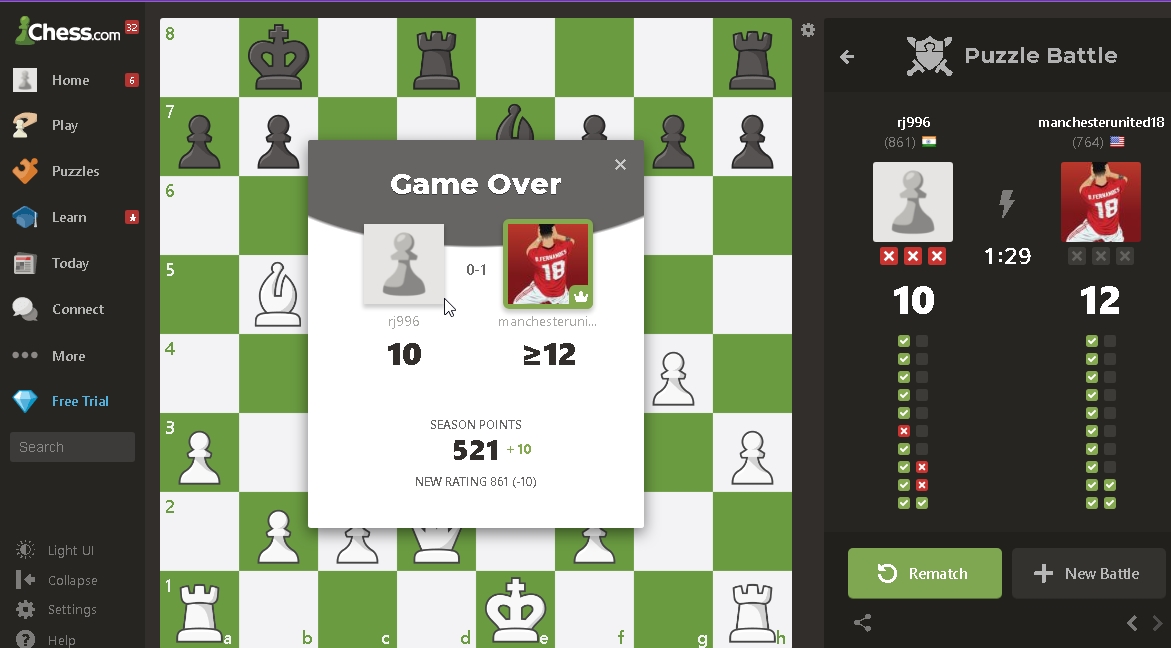 Chess.com 32
Home 6
Play
Puzzles
Learn
Today
Connect
More
Free Trial
Search
Light UI
Collapse
Settings
Help
8
7
6
5
4
3
2
1
a b c d e f g h
Game Over
0-1
rj996
manchesteruni...
10
≥12
SEASON POINTS
521 +10
NEW RATING 861 (-10)
Puzzle Battle
rj996
(861)
manchesterunited18
(764)
B.FERNANDES
18
1:29
10
12
Rematch
New Battle